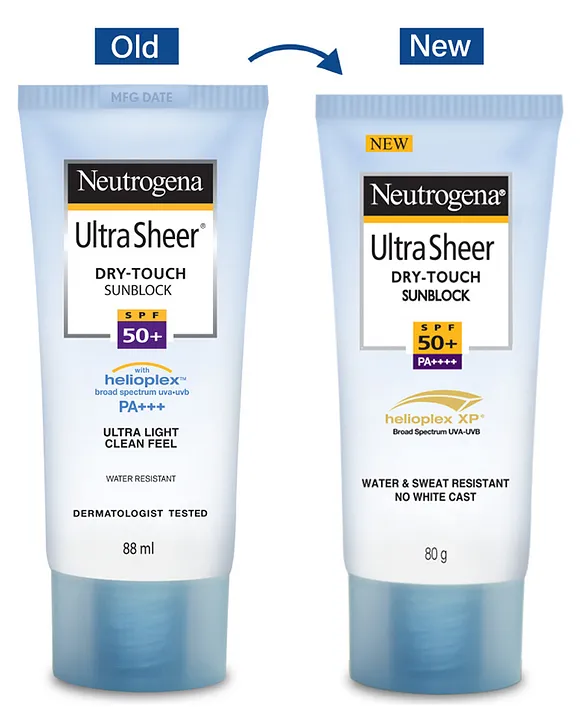 Old
New
MFG DATE
Neutrogena
Ultra Sheer®
DRY-TOUCH
SUNBLOCK
SPF
50+
with
helioplex™
broad spectrum uva•uvb
PA+++
ULTRA LIGHT
CLEAN FEEL
WATER RESISTANT
DERMATOLOGIST TESTED
88 ml
NEW
Neutrogena®
Ultra Sheer
DRY-TOUCH
SUNBLOCK
SPF
50+
PA++++
helioplex XP®
Broad Spectrum UVA-UVB
WATER & SWEAT RESISTANT
NO WHITE CAST
80 g